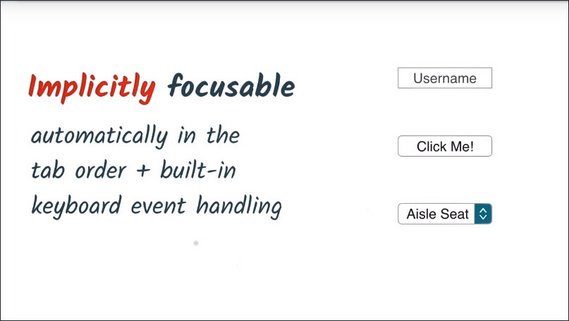 Implicitly focusable
automatically in the
tab order + built-in
keyboard event handling
Username
Click Me!
Aisle Seat